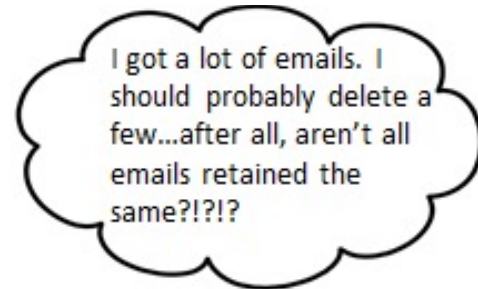 I got a lot of emails. I
should probably delete a
few...after all, aren't all
emails retained the
same?!?!?